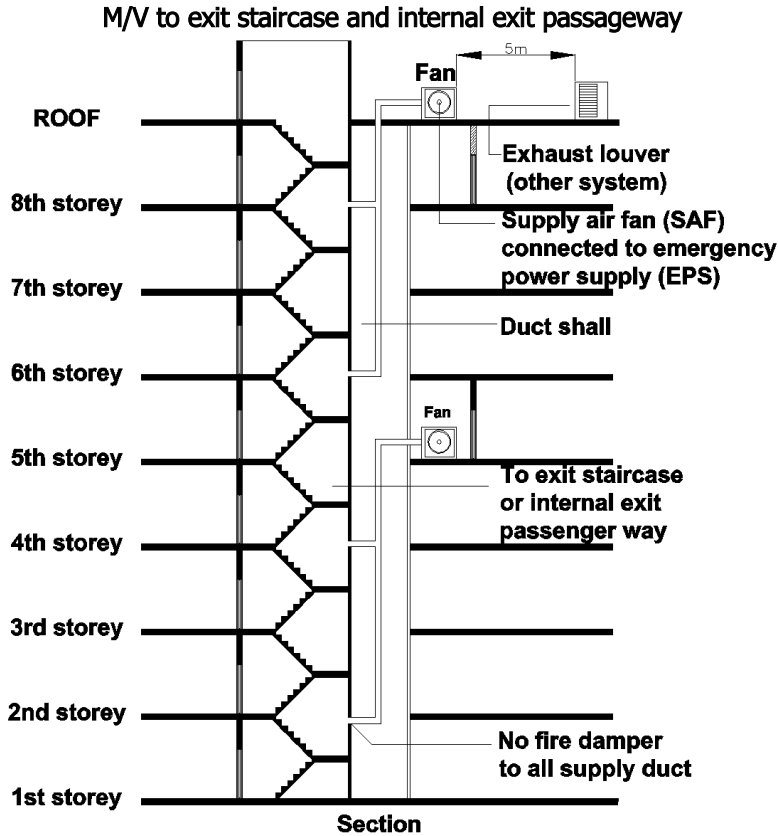 M/V to exit staircase and internal exit passageway
5m
Fan
ROOF
Exhaust louver
(other system)
8th storey
Supply air fan (SAF)
connected to emergency
power supply (EPS)
7th storey
Duct shall
6th storey
Fan
5th storey
To exit staircase
or internal exit
passenger way
4th storey
3rd storey
2nd storey
No fire damper
to all supply duct
1st storey
Section